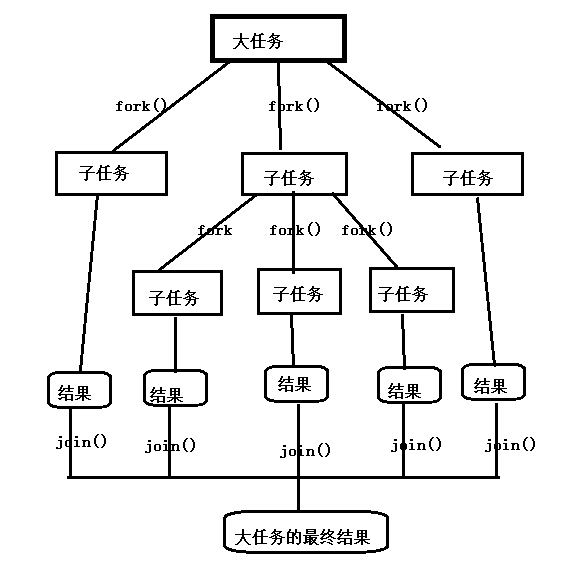 大任务
fork()
fork()
fork()
子任务
子任务
子任务
fork
fork()
fork()
子任务
子任务
子任务
结果
结果
结果
结果
结果
join()
join()
join()
join()
join()
大任务的最终结果